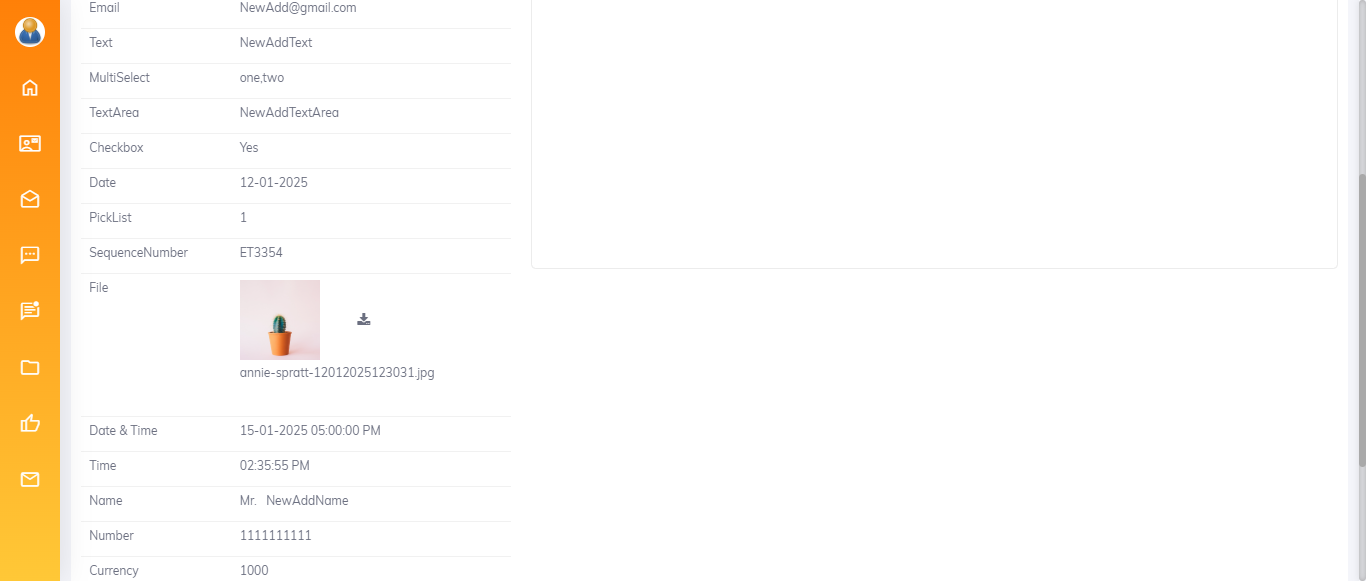 Email NewAdd@gmail.com
Text NewAddText
MultiSelect one,two
TextArea NewAddTextArea
Checkbox Yes
Date 12-01-2025
PickList 1
SequenceNumber ET3354
File
annie-spratt-12012025123031.jpg
Date & Time 15-01-2025 05:00:00 PM
Time 02:35:55 PM
Name Mr. NewAddName
Number 1111111111
Currency 1000